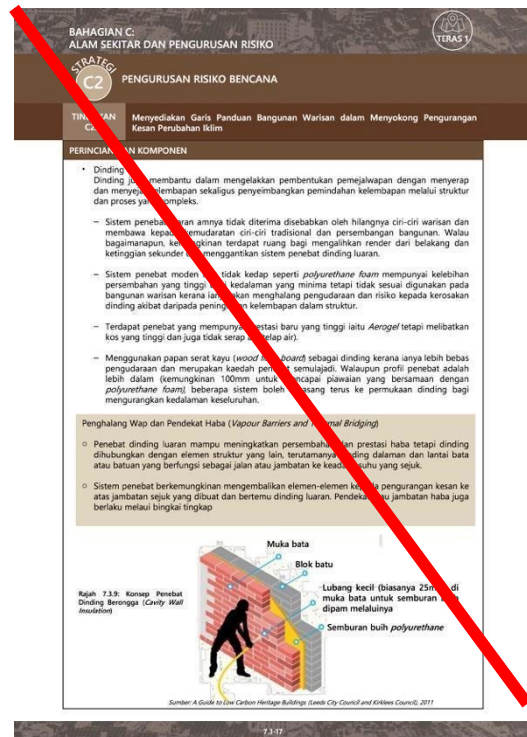 BAHAGIAN C:
ALAM SEKITAR DAN PENGURUSAN RISIKO
TERAS 1
STRATEGI
C2
PENGURUSAN RISIKO BENCANA
Menyediakan Garis Panduan Bangunan Warisan dalam Menyokong Pengurangan
Kesan Perubahan Iklim
PERINCIAN DAN KOMPONEN
• Dinding
Dinding juga membantu dalam mengelakkan pembentukan pemejalwapan dengan menyerap
dan menyejat kelembapan sekaligus penyeimbangkan pemindahan kelembapan melalui struktur
dan proses yang kompleks.
– Sistem penebat luaran amnya tidak diterima disebabkan oleh hilangnya ciri-ciri warisan dan
membawa kepada kemudaratan ciri-ciri tradisional dan persembangan bangunan. Walau
bagaimanapun, kemungkinan terdapat ruang bagi mengalihkan render dari belakang dan
ketinggian sekunder dan menggantikan sistem penebat dinding luaran.
– Sistem penebat moden tidak kedap seperti polyurethane foam mempunyai kelebihan
persembahan yang tinggi kedalaman yang minima tetapi tidak sesuai digunakan pada
bangunan warisan kerana ianya akan menghalang pengudaraan dan risiko kepada kerosakan
dinding akibat daripada peningkatan kelembapan dalam struktur.
– Terdapat penebat yang mempunyai prestasi baru yang tinggi iaitu Aerogel tetapi melibatkan
kos yang tinggi dan juga tidak serap air (kalap air).
– Menggunakan papan serat kayu (wood fibre board) sebagai dinding kerana ianya lebih bebas
pengudaraan dan merupakan kaedah penebat semulajadi. Walaupun profil penebat adalah
lebih dalam (kemungkinan 100mm untuk mencapai piawaian yang bersamaan dengan
polyurethane foam), beberapa sistem boleh dipasang terus ke permukaan dinding bagi
mengurangkan kedalaman keseluruhan.
Penghalang Wap dan Pendekat Haba (Vapour Barriers and Thermal Bridging)
○ Penebat dinding luaran mampu meningkatkan persembahan dan prestasi haba tetapi dinding
dihubungkan dengan elemen struktur yang lain, terutamanya dinding dalaman dan lantai bata
atau batuan yang berfungsi sebagai jalan atau jambatan ke keadaan suhu yang sejuk.
○ Sistem penebat berkemungkinan mengembalikan elemen-elemen kepada pengurangan kesan ke
atas jambatan sejuk yang dibuat dan bertemu dinding luaran. Pendekat atau jambatan haba juga
berlaku melaui bingkai tingkap
Muka bata
Blok batu
Lubang kecil (biasanya 25mm) di
muka bata untuk semburan
dipam melaluinya
Semburan buih polyurethane
Rajah 7.3.9: Konsep Penebat
Dinding Berongga (Cavity Wall
Insulation)
Sumber: A Guide to Low Carbon Heritage Buildings (Leeds City Council and Kirklees Council), 2011
7.3-17